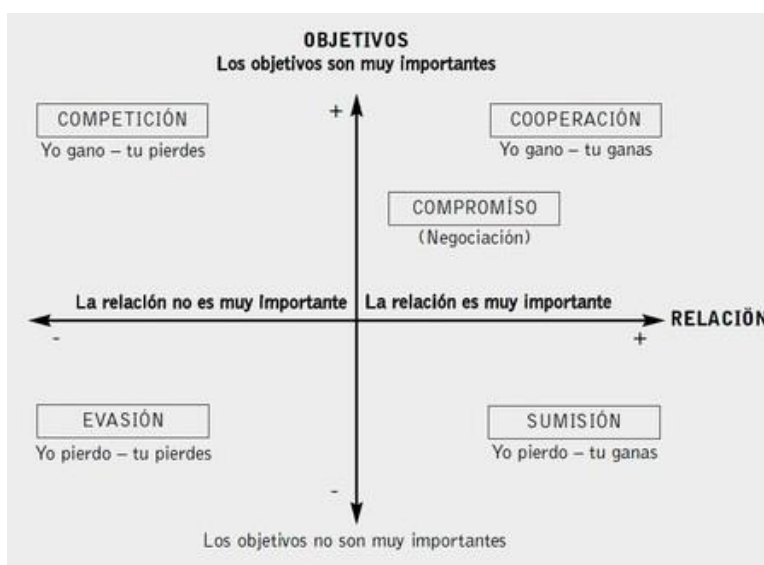 OBJETIVOS
Los objetivos son muy importantes
+
COMPETICIÓN
COOPERACIÓN
Yo gano – tu pierdes
Yo gano – tu ganas
COMPROMÍSO
(Negociación)
La relación no es muy importante
La relación es muy importante
RELACIÖN
-
+
EVASIÓN
SUMISIÓN
Yo pierdo – tu pierdes
Yo pierdo – tu ganas
-
Los objetivos no son muy importantes